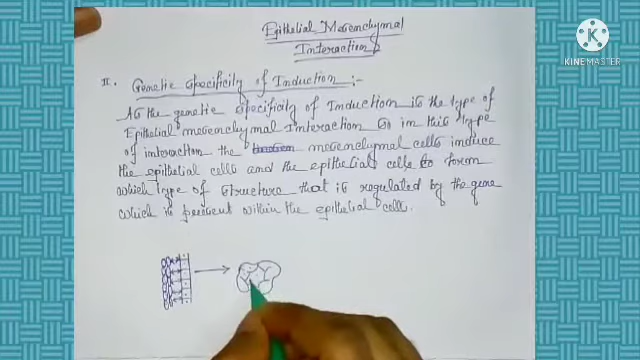 Epithelial Mesenchymal
Interaction
II. Genetic specificity of Induction :-
As the genetic specificity of Induction is the type of
Epithelial mesenchymal Interaction so in this type
of interaction the mesenchymal cells induce
the epithelial cells and the epithelial cells to form
which type of structure that is regulated by the gene
which is present within the epithelial cell.
KINEMASTER